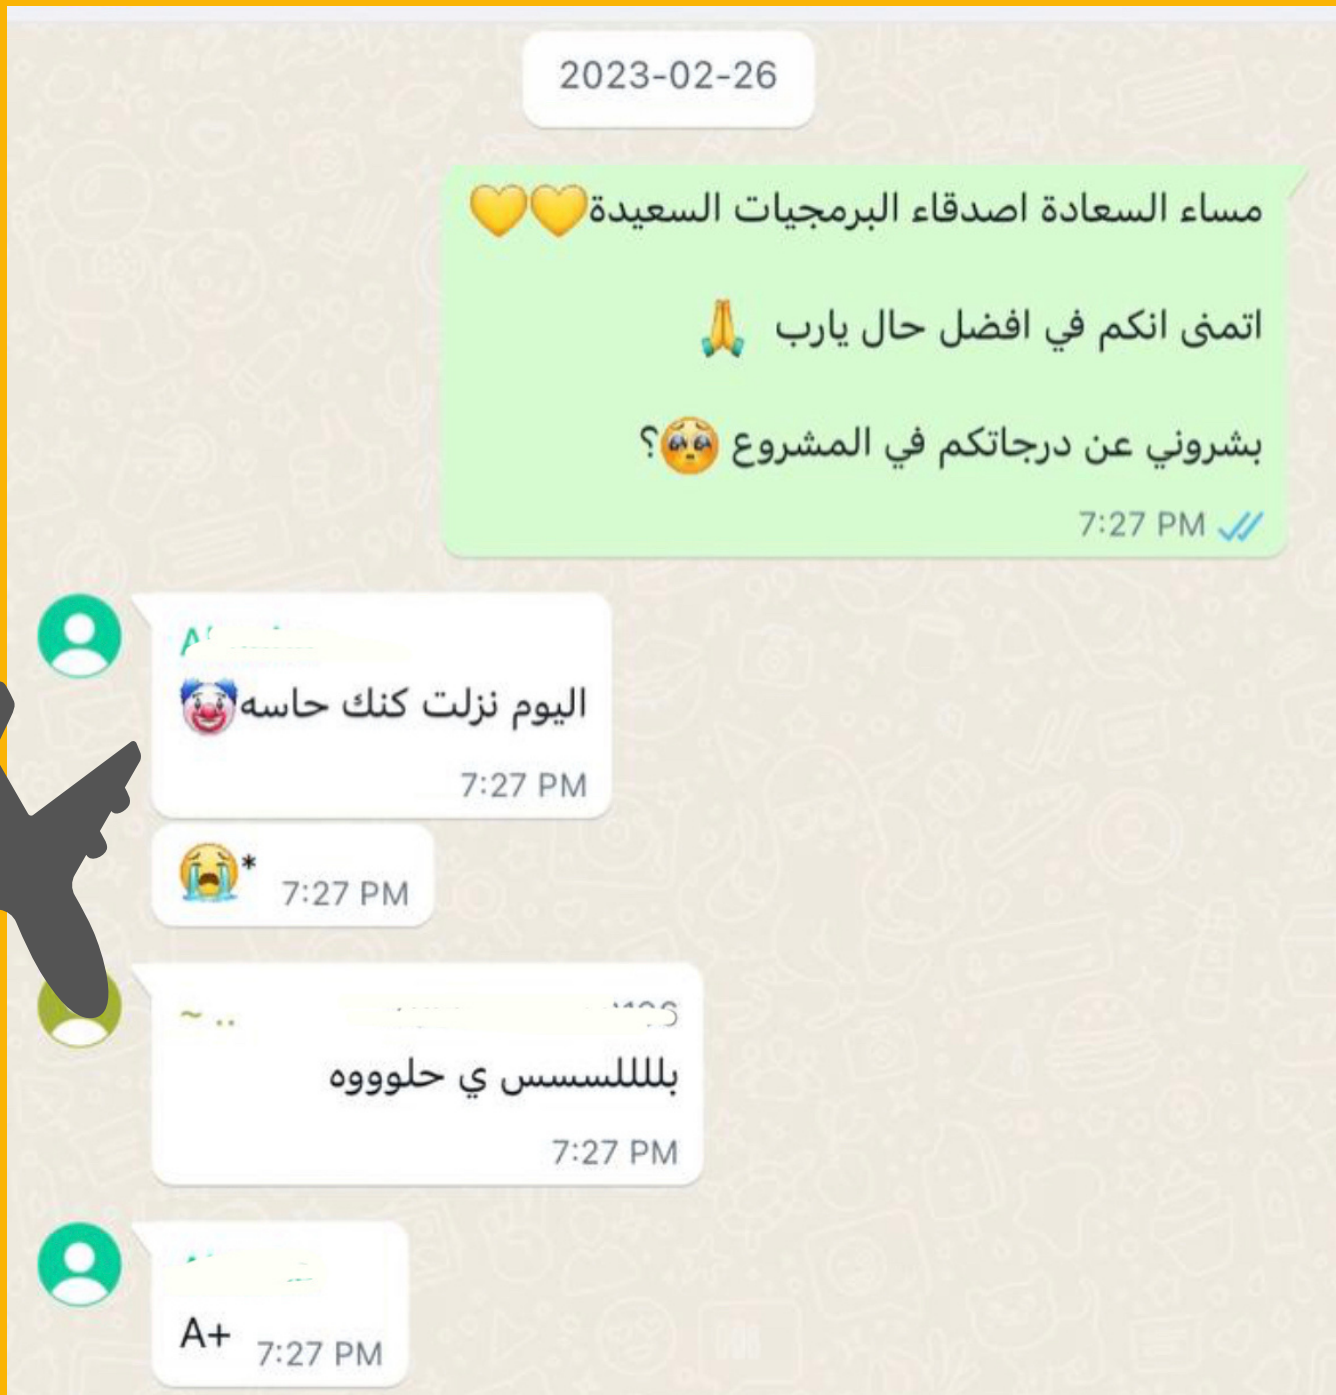 2023-02-26
مساء السعادة اصدقاء البرمجيات السعيدة💛💛
اتمنى انكم في افضل حال يارب 🙏
بشروني عن درجاتكم في المشروع 🥹؟
7:27 PM
اليوم نزلت كنك حاسه🤡
7:27 PM
😭* 7:27 PM
~ ..
بلللللسسس ي حلوووه
7:27 PM
A+ 7:27 PM